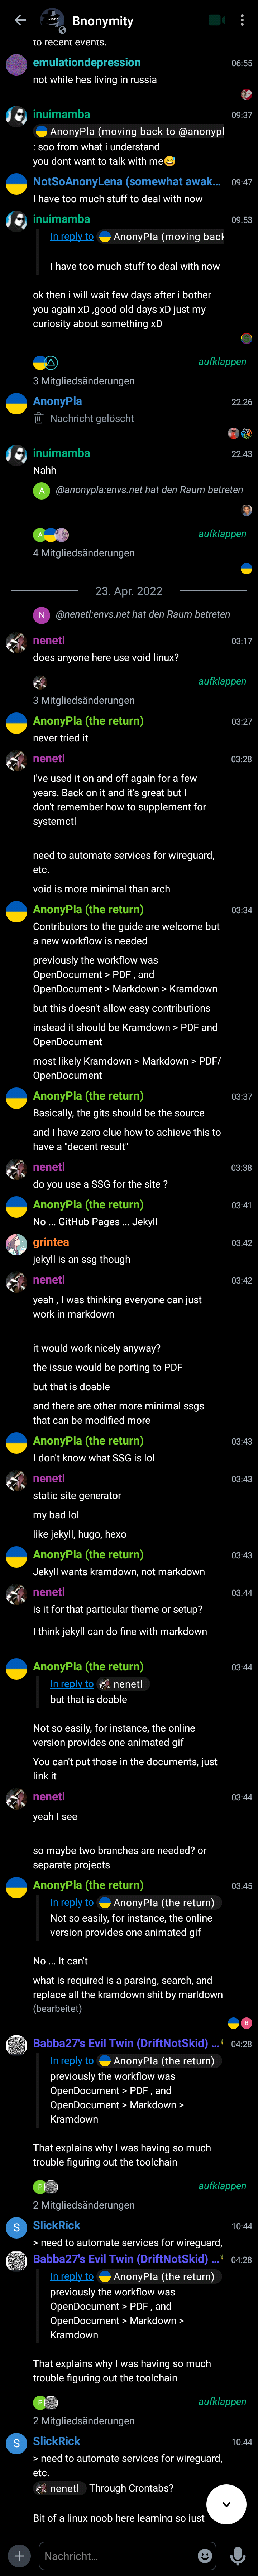 Bnonymity
to recent events.
emulationdepression 06:55
not while hes living in russia
inuimamba 09:37
AnonyPla (moving back to @anonypl
: soo from what i understand
you dont want to talk with me😅
NotSoAnonyLena (somewhat awak... 09:47
I have too much stuff to deal with now
inuimamba 09:53
In reply to AnonyPla (moving back
I have too much stuff to deal with now
ok then i will wait few days after i bother
you again xD ,good old days xD just my
curiosity about something xD
aufklappen
3 Mitgliedsänderungen
AnonyPla 22:26
Nachricht gelöscht
inuimamba 22:43
Nahh
A @anonypla:envs.net hat den Raum betreten
A aufklappen
4 Mitgliedsänderungen
23. Apr. 2022
N @nenetl:envs.net hat den Raum betreten
nenetl 03:17
does anyone here use void linux?
aufklappen
3 Mitgliedsänderungen
AnonyPla (the return) 03:27
never tried it
nenetl 03:28
I've used it on and off again for a few
years. Back on it and it's great but I
don't remember how to supplement for
systemctl
need to automate services for wireguard,
etc.
void is more minimal than arch
AnonyPla (the return) 03:34
Contributors to the guide are welcome but
a new workflow is needed
previously the workflow was
OpenDocument > PDF , and
OpenDocument > Markdown > Kramdown
but this doesn't allow easy contributions
instead it should be Kramdown > PDF and
OpenDocument
most likely Kramdown > Markdown > PDF/
OpenDocument
AnonyPla (the return) 03:37
Basically, the gits should be the source
and I have zero clue how to achieve this to
have a "decent result"
nenetl 03:38
do you use a SSG for the site ?
AnonyPla (the return) 03:41
No ... GitHub Pages ... Jekyll
grintea 03:42
jekyll is an ssg though
nenetl 03:42
yeah , I was thinking everyone can just
work in markdown
it would work nicely anyway?
the issue would be porting to PDF
but that is doable
and there are other more minimal ssgs
that can be modified more
AnonyPla (the return) 03:43
I don't know what SSG is lol
nenetl 03:43
static site generator
my bad lol
like jekyll, hugo, hexo
AnonyPla (the return) 03:43
Jekyll wants kramdown, not markdown
nenetl 03:44
is it for that particular theme or setup?
I think jekyll can do fine with markdown
AnonyPla (the return) 03:44
In reply to nenetl
but that is doable
Not so easily, for instance, the online
version provides one animated gif
You can't put those in the documents, just
link it
nenetl 03:44
yeah I see
so maybe two branches are needed? or
separate projects
AnonyPla (the return) 03:45
In reply to AnonyPla (the return)
Not so easily, for instance, the online
version provides one animated gif
No ... It can't
what is required is a parsing, search, and
replace all the kramdown shit by marldown
(bearbeitet)
Babba27's Evil Twin (DriftNotSkid) ... 04:28
In reply to AnonyPla (the return)
previously the workflow was
OpenDocument > PDF , and
OpenDocument > Markdown >
Kramdown
That explains why I was having so much
trouble figuring out the toolchain
P aufklappen
2 Mitgliedsänderungen
S SlickRick 10:44
> need to automate services for wireguard,
Babba27's Evil Twin (DriftNotSkid) ... 04:28
In reply to AnonyPla (the return)
previously the workflow was
OpenDocument > PDF , and
OpenDocument > Markdown >
Kramdown
That explains why I was having so much
trouble figuring out the toolchain
P aufklappen
2 Mitgliedsänderungen
S SlickRick 10:44
> need to automate services for wireguard,
etc.
nenetl Through Crontabs?
Bit of a linux noob here learning so just
Nachricht…